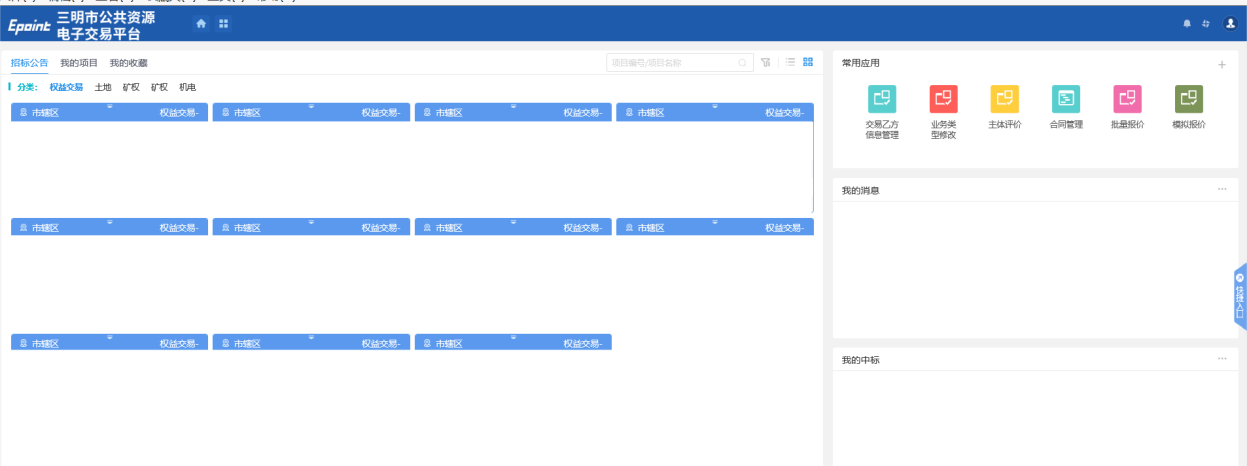 Epoint 三明市公共资源
电子交易平台
招标公告 我的项目 我的收藏
项目编号/项目名称
分类: 权益交易 土地 矿权 矿权 机电
市辖区 权益交易- 市辖区 权益交易- 市辖区 权益交易- 市辖区 权益交易-
市辖区 权益交易- 市辖区 权益交易- 市辖区 权益交易- 市辖区 权益交易-
市辖区 权益交易- 市辖区 权益交易- 市辖区 权益交易-
常用应用
交易乙方
信息管理
业务类
型修改
主体评价
合同管理
批量报价
模拟报价
我的消息
快捷入口
我的中标